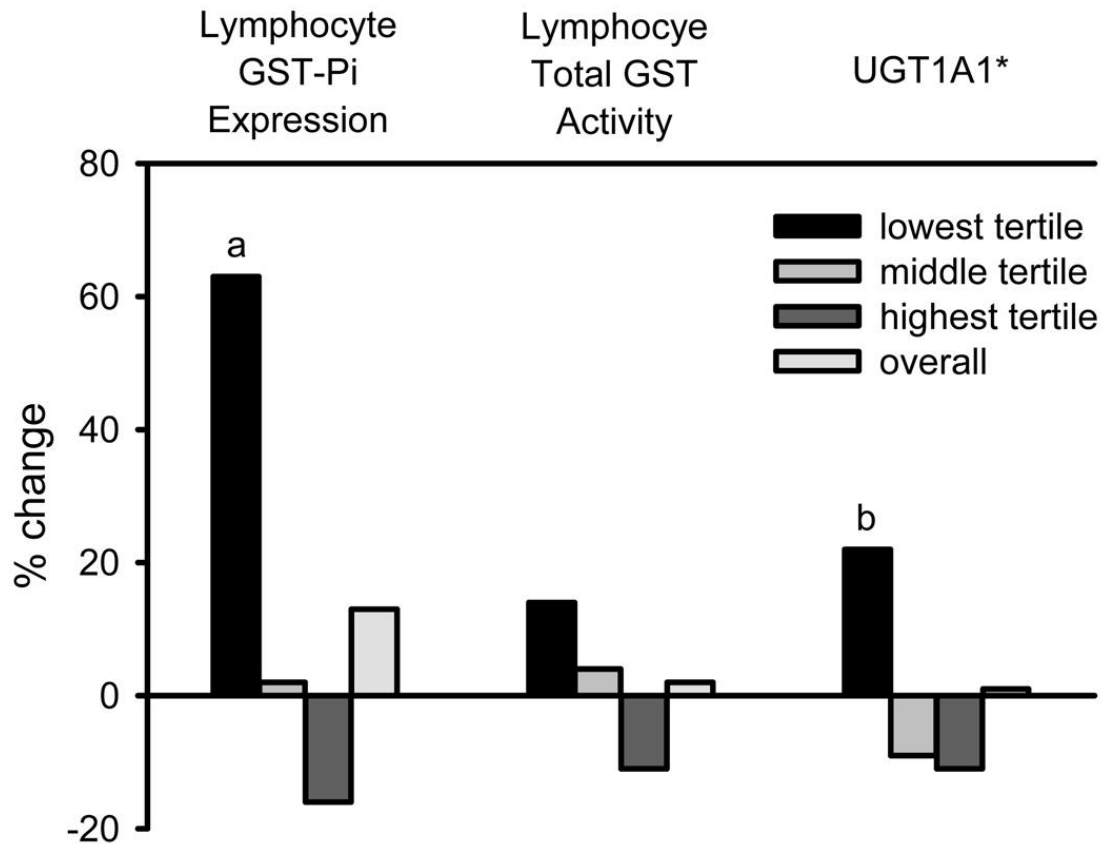 Lymphocyte
GST-Pi
Expression
Lymphocye
Total GST
Activity
UGT1A1*
80
60
40
20
0
-20
% change
a
b
lowest tertile
middle tertile
highest tertile
overall